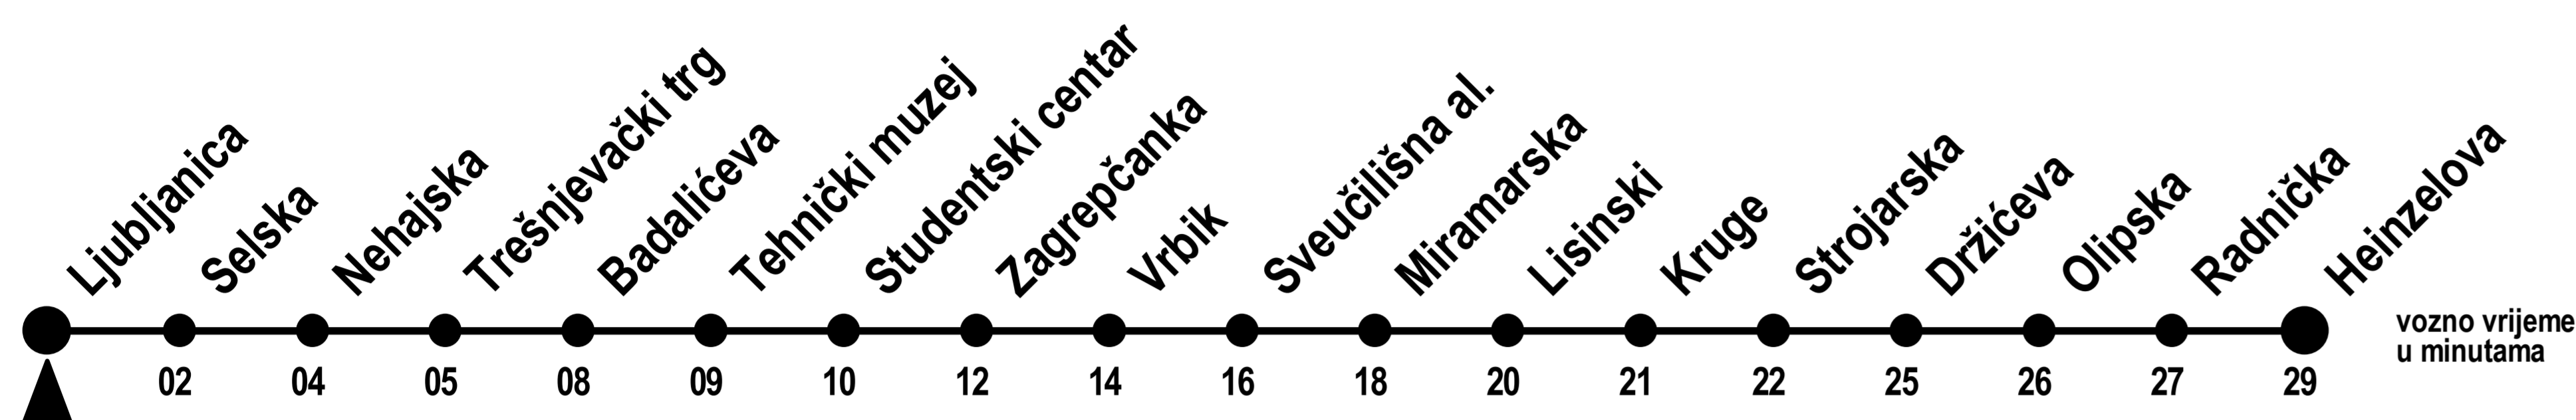 Ljubljanica
Selska
Nehajska
Trešnjevački trg
Badalićeva
Tehnički muzej
Studentski centar
Zagrepčanka
Vrbik
Sveučilišna al.
Miramarska
Lisinski
Kruge
Strojarska
Držićeva
Olipska
Radnička
Heinzelova
02 04 05 08 09 10 12 14 16 18 20 21 22 25 26 27 29
vozno vrijeme
u minutama